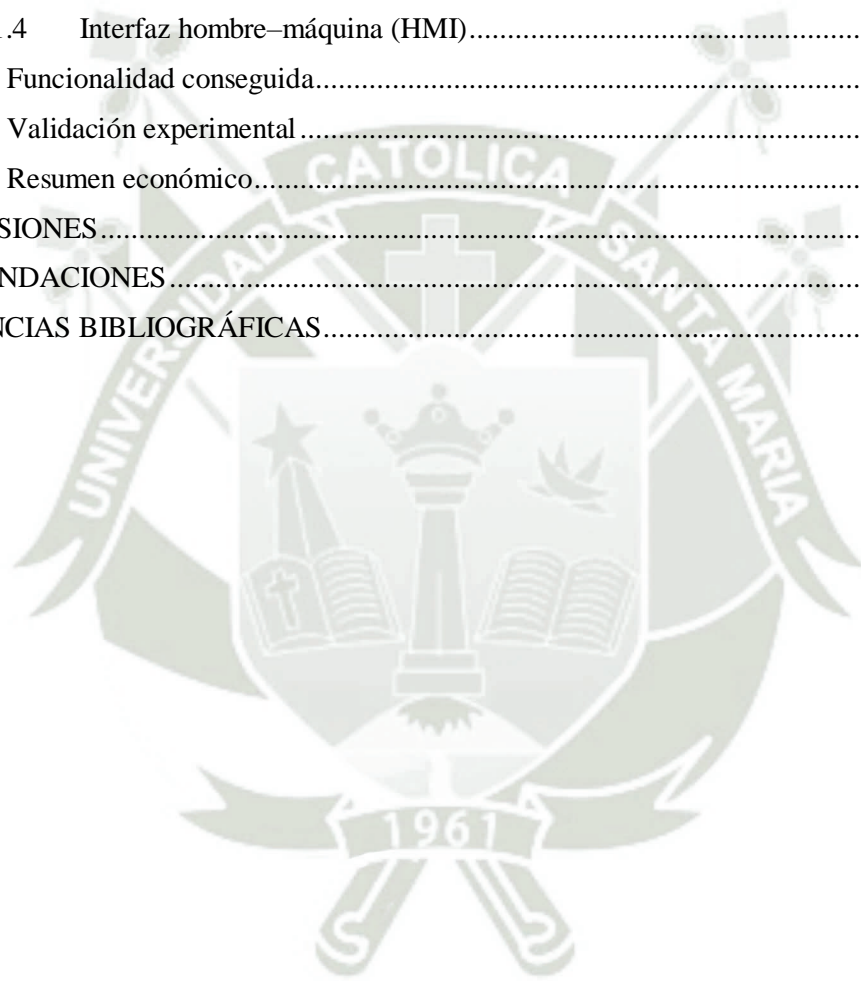 .4 Interfaz hombre–máquina (HMI)........................................................
Funcionalidad conseguida......................................................................
Validación experimental........................................................................
Resumen económico..............................................................................
SIONES..................................................................................................
NDACIONES.........................................................................................
NCIAS BIBLIOGRÁFICAS.....................................................................
UNIVERSIDAD CATOLICA SANTA MARIA
1961